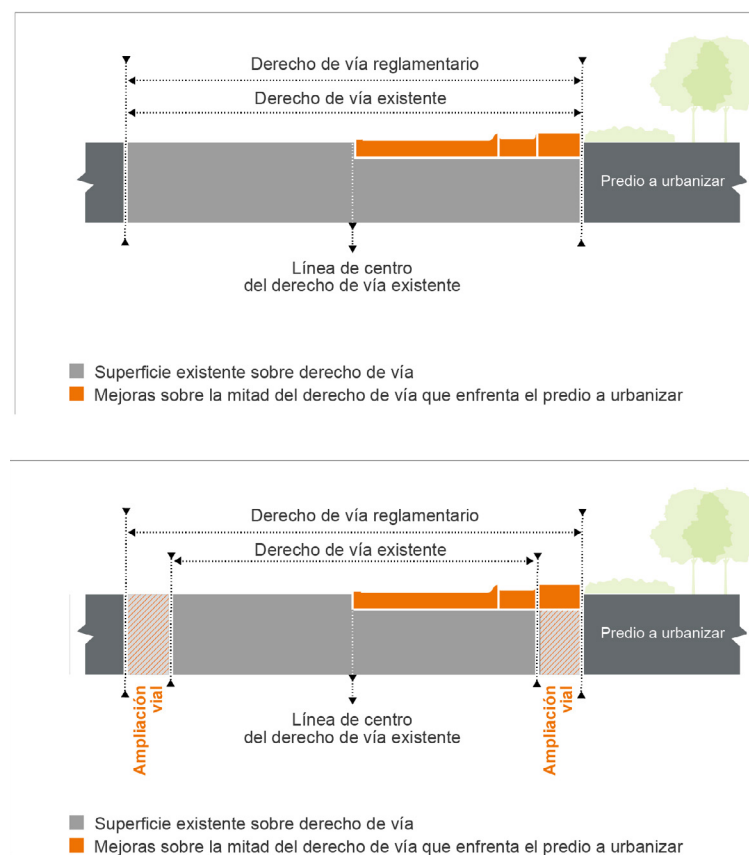 Derecho de vía reglamentario
Derecho de vía existente
Predio a urbanizar
Línea de centro
del derecho de vía existente
Superficie existente sobre derecho de vía
Mejoras sobre la mitad del derecho de vía que enfrenta el predio a urbanizar
Derecho de vía reglamentario
Derecho de vía existente
Predio a urbanizar
Ampliación
vial
Línea de centro
del derecho de vía existente
Ampliación
vial
Superficie existente sobre derecho de vía
Mejoras sobre la mitad del derecho de vía que enfrenta el predio a urbanizar